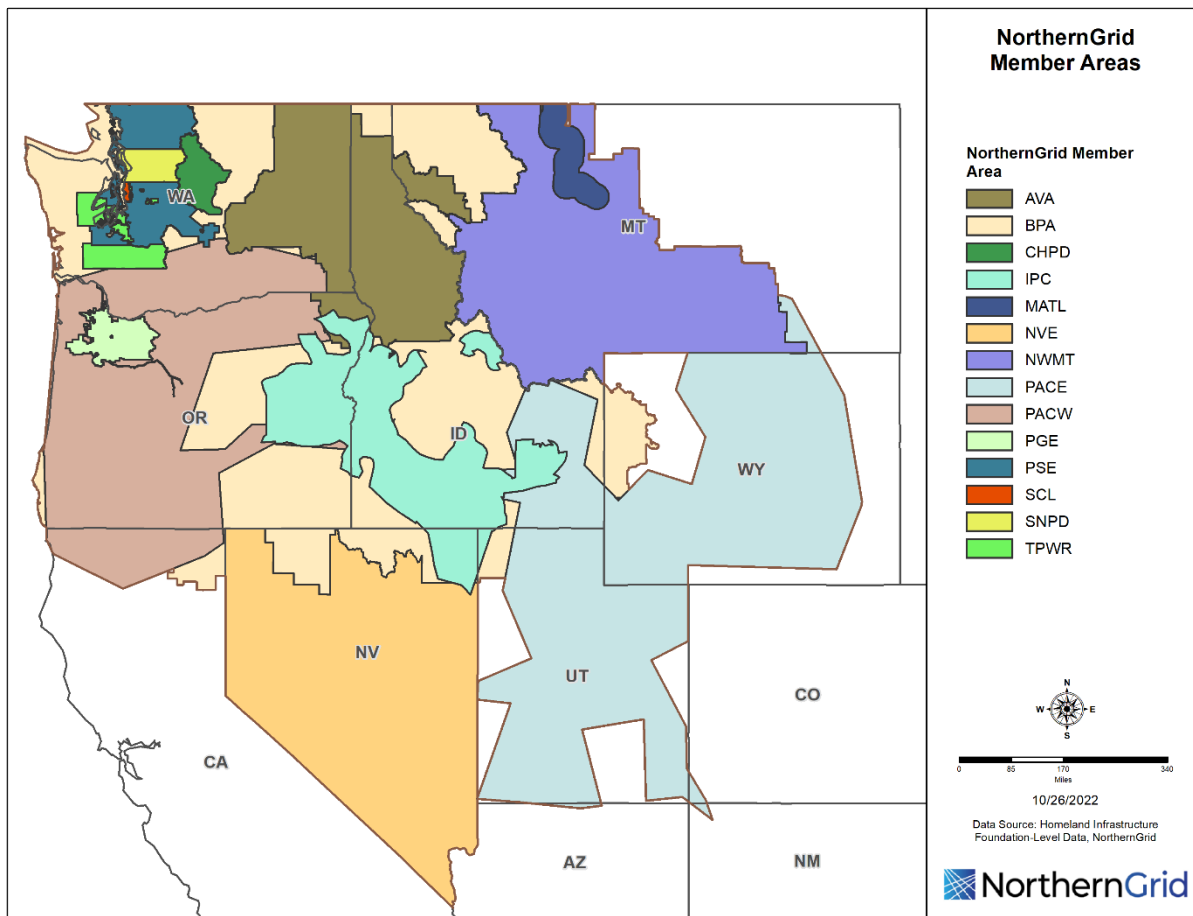 NorthernGrid
Member Areas
NorthernGrid Member
Area
AVA
BPA
CHPD
IPC
MATL
NVE
NWMT
PACE
PACW
PGE
PSE
SCL
SNPD
TPWR
WA
MT
OR
ID
WY
NV
UT
CO
CA
AZ
NM
N
W E
S
0 85 170 340
Miles
10/26/2022
Data Source: Homeland Infrastructure
Foundation-Level Data, NorthernGrid
NorthernGrid